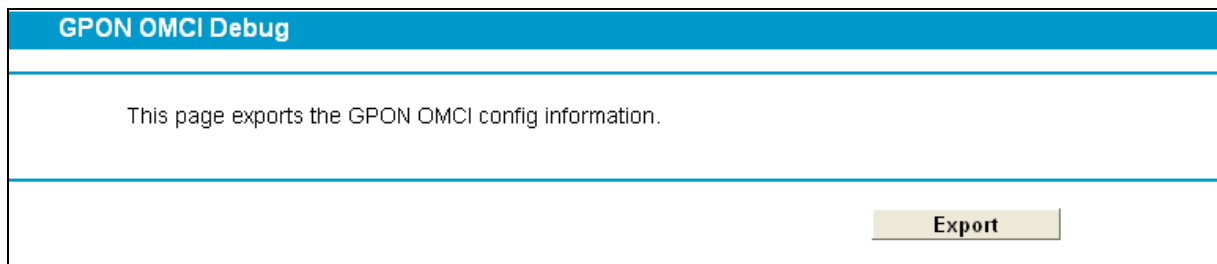 GPON OMCI Debug
This page exports the GPON OMCI config information.
Export